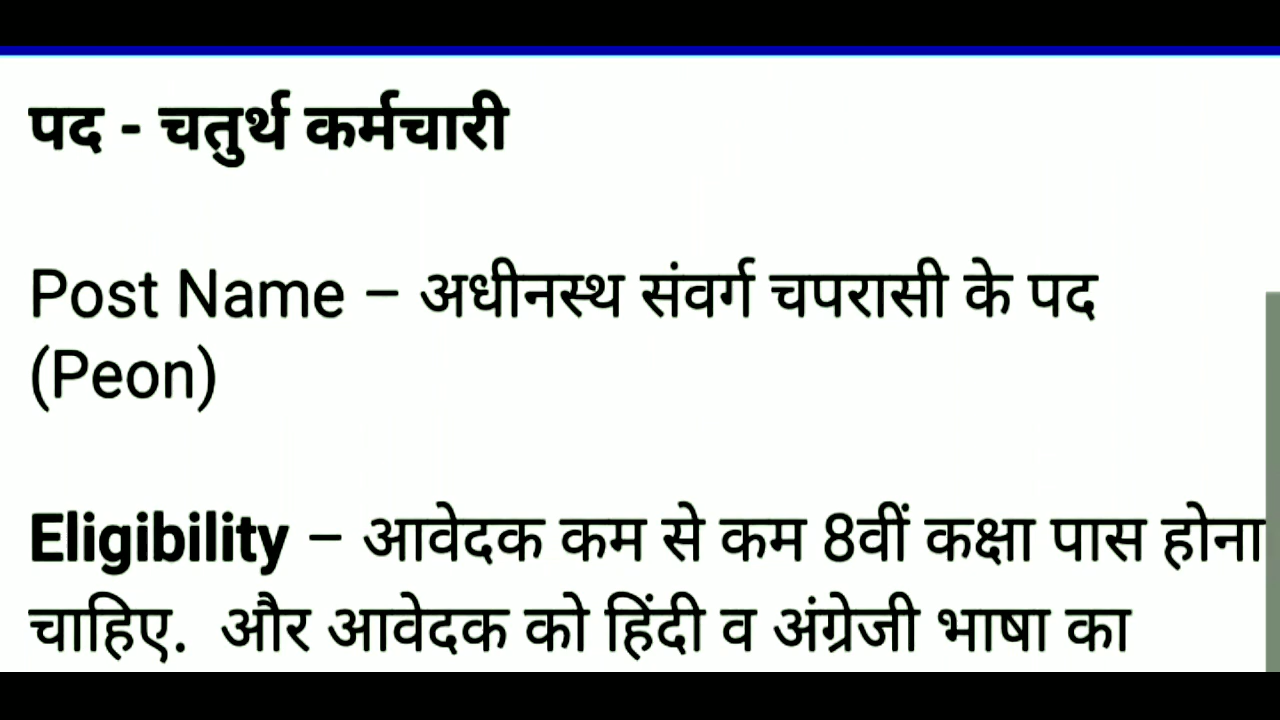 पद - चतुर्थ कर्मचारी
Post Name – अधीनस्थ संवर्ग चपरासी के पद
(Peon)
Eligibility – आवेदक कम से कम 8वीं कक्षा पास होना
चाहिए. और आवेदक को हिंदी व अंग्रेजी भाषा का